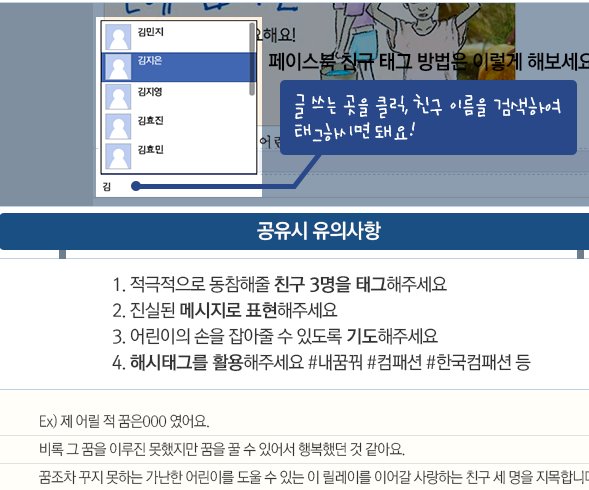 요해요!
김민지
김지은
페이스북 친구 태그 방법은 이렇게 해보세요
김지영
김효진
김효민
글 쓰는 곳을 클릭, 친구 이름을 검색하여
태그하시면 돼요!
어린
김
공유시 유의사항
1. 적극적으로 동참해줄 친구 3명을 태그해주세요
2. 진실된 메시지로 표현해주세요
3. 어린이의 손을 잡아줄 수 있도록 기도해주세요
4. 해시태그를 활용해주세요 #내꿈꿔 #컴패션 #한국컴패션 등
Ex) 제 어릴 적 꿈은000 였어요.
비록 그 꿈을 이루진 못했지만 꿈을 꿀 수 있어서 행복했던 것 같아요.
꿈조차 꾸지 못하는 가난한 어린이를 도울 수 있는 이 릴레이를 이어갈 사랑하는 친구 세 명을 지목합니다